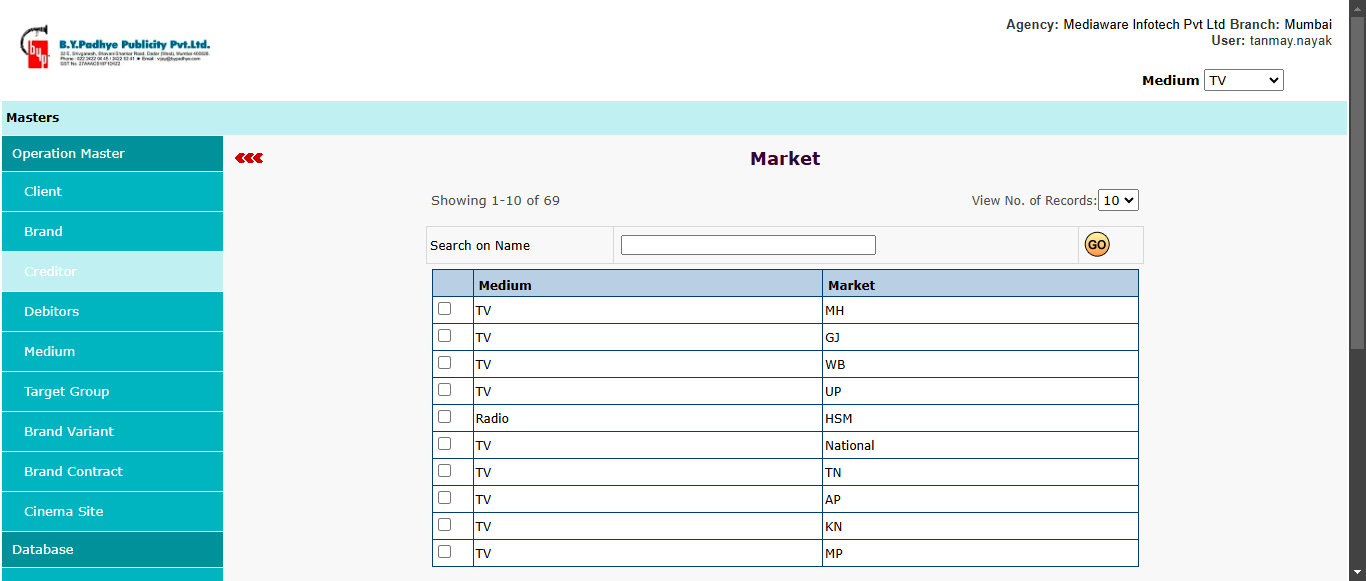 Agency: Mediaware Infotech Pvt Ltd Branch: Mumbai
User: tanmay.nayak
byp
B.Y.Padhye Publicity Pvt.Ltd.
Medium TV
Masters
Operation Master
Client
Brand
Creditor
Debitors
Medium
Target Group
Brand Variant
Brand Contract
Cinema Site
Database
Market
Showing 1-10 of 69 View No. of Records: 10
Search on Name GO
Medium Market
TV MH
TV GJ
TV WB
TV UP
Radio HSM
TV National
TV TN
TV AP
TV KN
TV MP